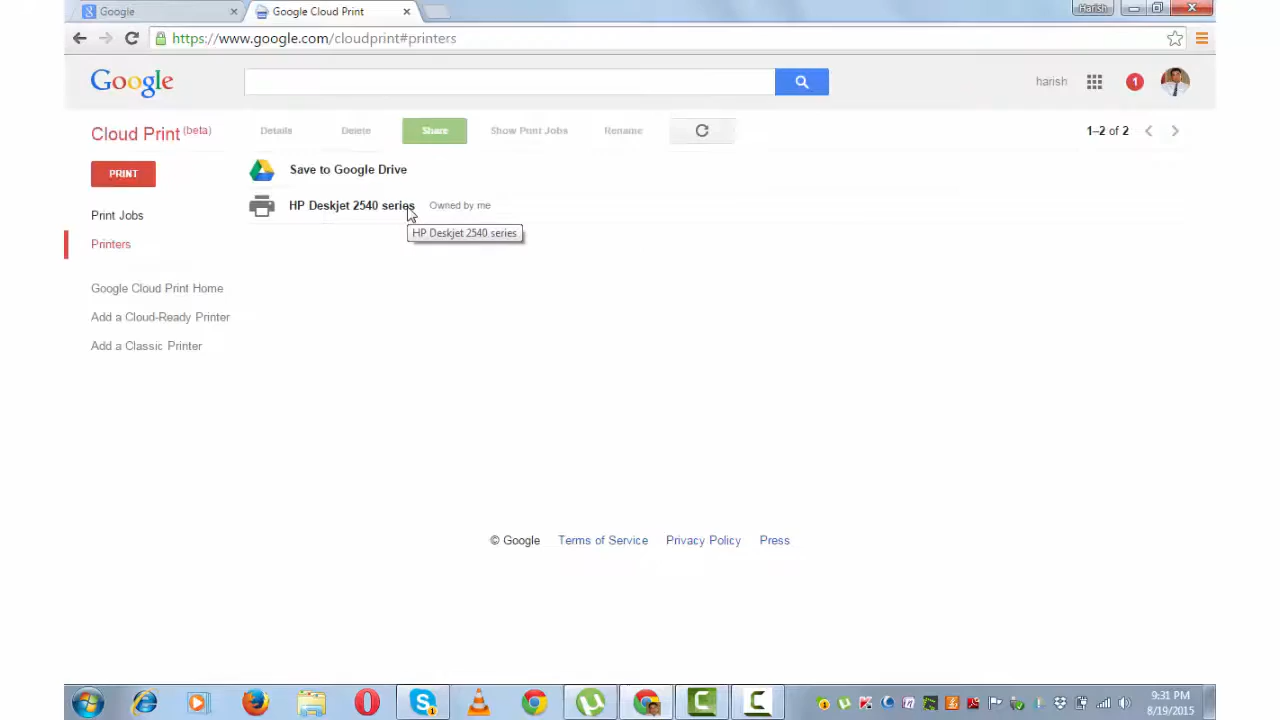 Google
Google Cloud Print
Harish
https://www.google.com/cloudprint#printers
Google
harish
1
Cloud Print (beta)
Details
Delete
Share
Show Print Jobs
Rename
1–2 of 2
PRINT
Save to Google Drive
HP Deskjet 2540 series
Owned by me
Print Jobs
HP Deskjet 2540 series
Printers
Google Cloud Print Home
Add a Cloud-Ready Printer
Add a Classic Printer
© Google
Terms of Service
Privacy Policy
Press
9:31 PM
8/19/2015